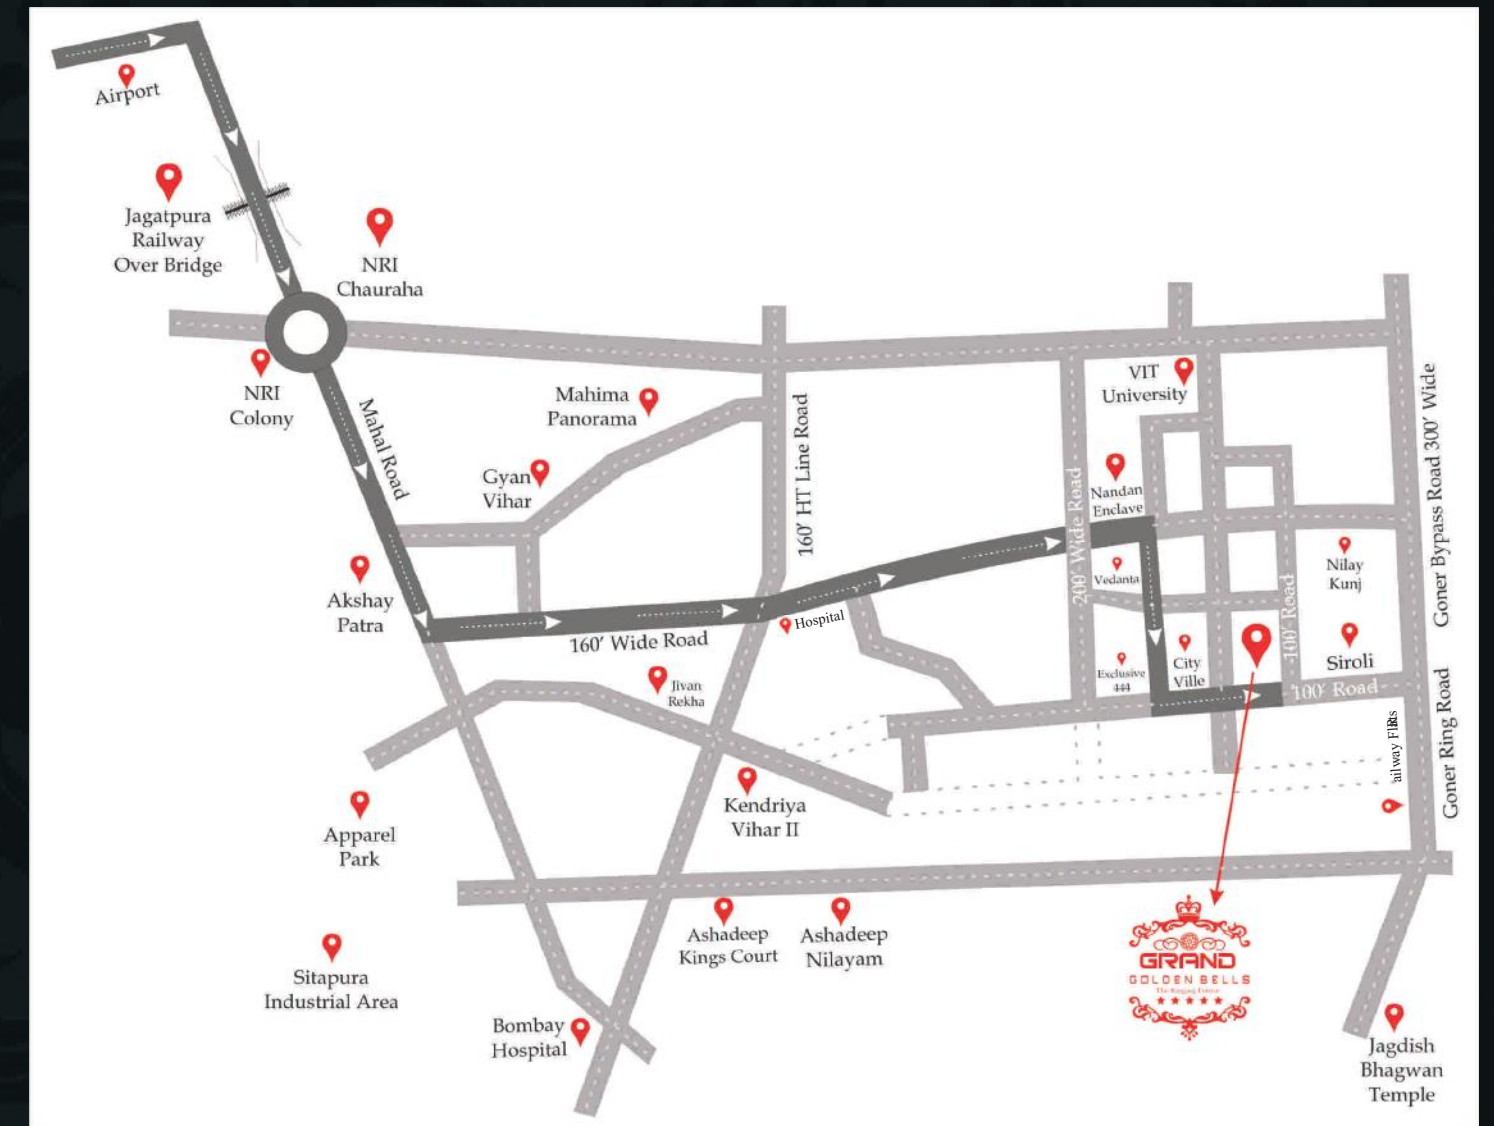 Airport
Jagatpura
Railway
Over Bridge
NRI
Chauraha
NRI
Colony
Mahal Road
Mahima
Panorama
Gyan
Vihar
160' HT Line Road
VIT
University
200' Wide Road
Nandan
Enclave
Goner Bypass Road 300' Wide
Akshay
Patra
160' Wide Road
Hospital
Vedanta
Nilay
Kunj
100' Road
Jivan
Rekha
Exclusive
444
City
Ville
Siroli
100' Road
Goner Ring Road
Kendriya
Vihar II
Apparel
Park
Ashadeep
Kings Court
Ashadeep
Nilayam
GRAND
GOLDEN BELLS
Sitapura
Industrial Area
Bombay
Hospital
Jagdish
Bhagwan
Temple